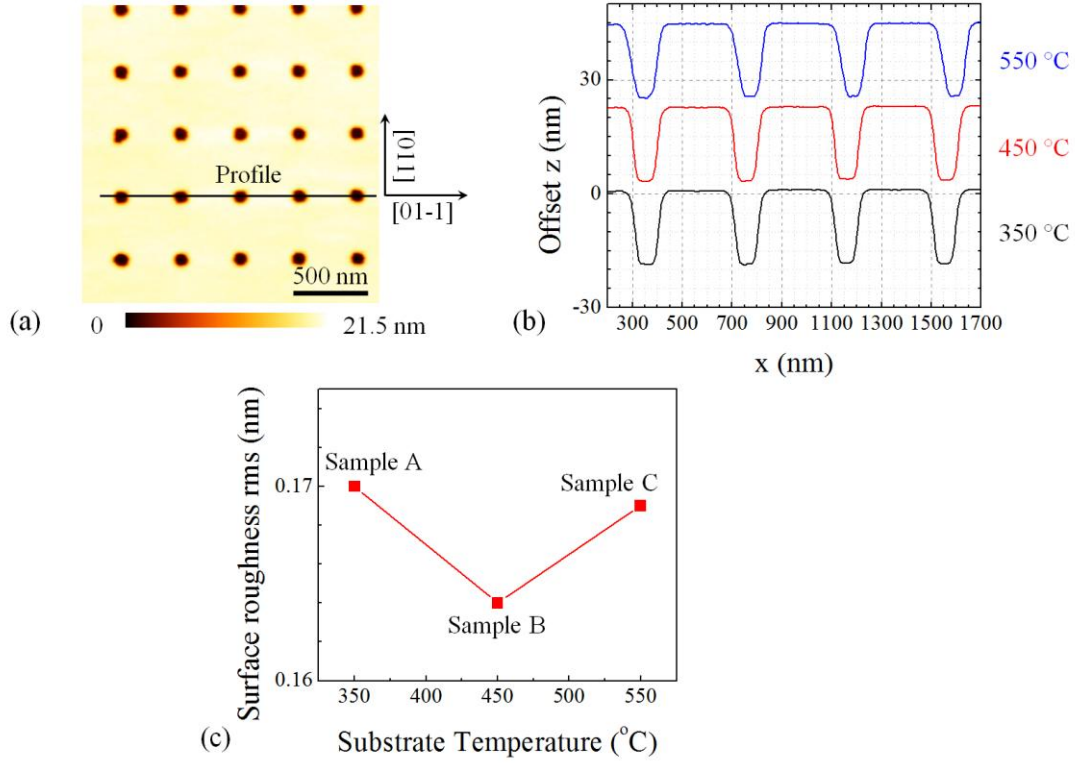 Profile
[011]
[01-1]
500 nm
(a)
0
21.5 nm
Offset z (nm)
30
0
-30
300 500 700 900 1100 1300 1500 1700
x (nm)
550 °C
450 °C
350 °C
(b)
Surface roughness rms (nm)
0.17
0.16
Sample A
Sample C
Sample B
350 400 450 500 550
Substrate Temperature (°C)
(c)